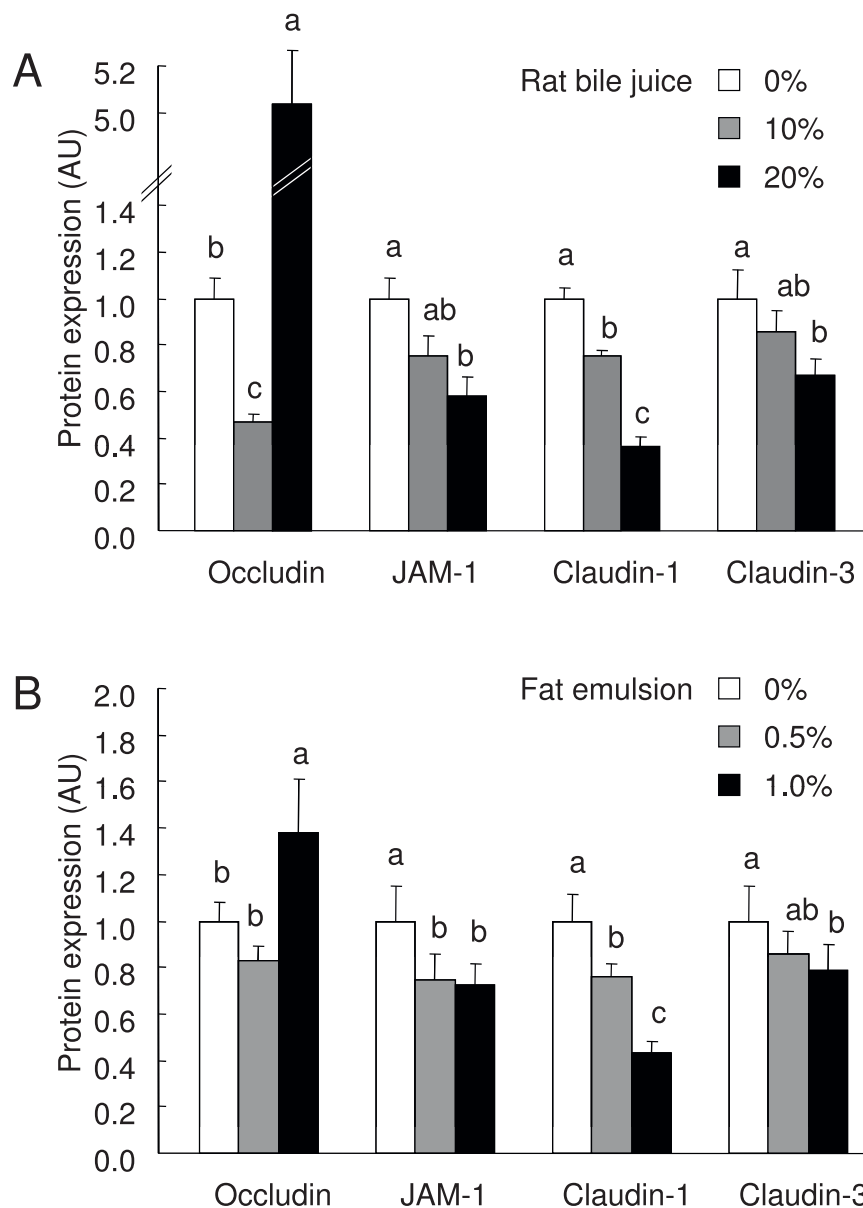 A
Protein expression (AU)
5.2
5.0
1.4
1.2
1.0
0.8
0.6
0.4
0.2
0.0
Rat bile juice
0%
10%
20%
a
b
c
a
ab
b
a
b
c
a
ab
b
Occludin JAM-1 Claudin-1 Claudin-3
B
Protein expression (AU)
2.0
1.8
1.6
1.4
1.2
1.0
0.8
0.6
0.4
0.2
0.0
Fat emulsion
0%
0.5%
1.0%
b
b
a
a
b
b
a
b
c
a
ab
b
Occludin JAM-1 Claudin-1 Claudin-3